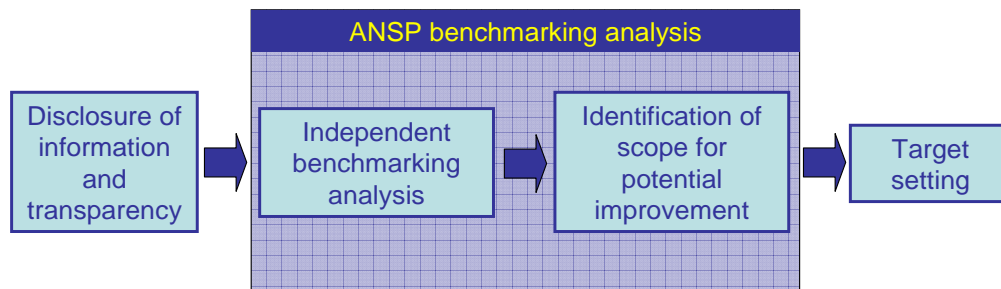 ANSP benchmarking analysis
Disclosure of
information
and
transparency
Independent
benchmarking
analysis
Identification of
scope for
potential
improvement
Target
setting